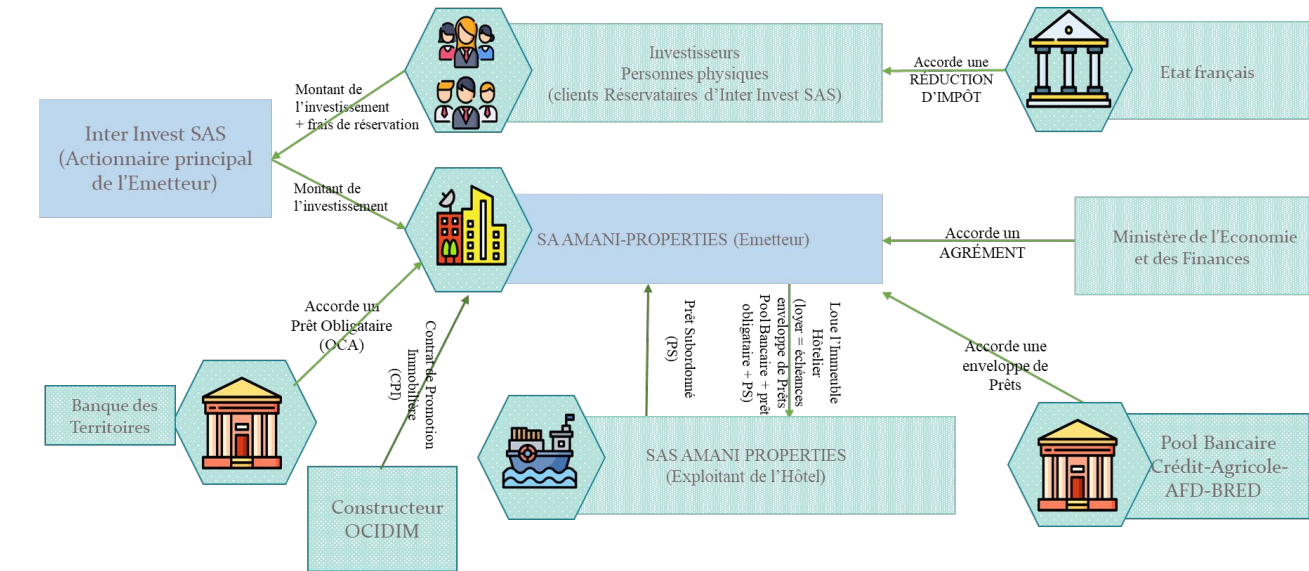 Investisseurs
Personnes physiques
(clients Réservataires d'Inter Invest SAS)
Accorde une
RÉDUCTION
D'IMPÔT
Etat français
Montant de
l'investissement
+ frais de réservation
Inter Invest SAS
(Actionnaire principal
de l'Emetteur)
Montant de
l'investissement
SA AMANI-PROPERTIES (Emetteur)
Accorde un
AGRÉMENT
Ministère de l'Economie
et des Finances
Accorde un
Prêt Obligataire
(OCA)
Contrat de Promotion
Immobilière
(CPI)
Prêt Subordonné
(PS)
Loue l'Immeuble
Hôtelier
(loyer = échéances
enveloppe de Prêts
Pool Bancaire + prêt
obligataire + PS)
Accorde une
enveloppe de
Prêts
Banque des
Territoires
SAS AMANI PROPERTIES
(Exploitant de l'Hôtel)
Pool Bancaire
Crédit-Agricole-
AFD-BRED
Constructeur
OCIDIM